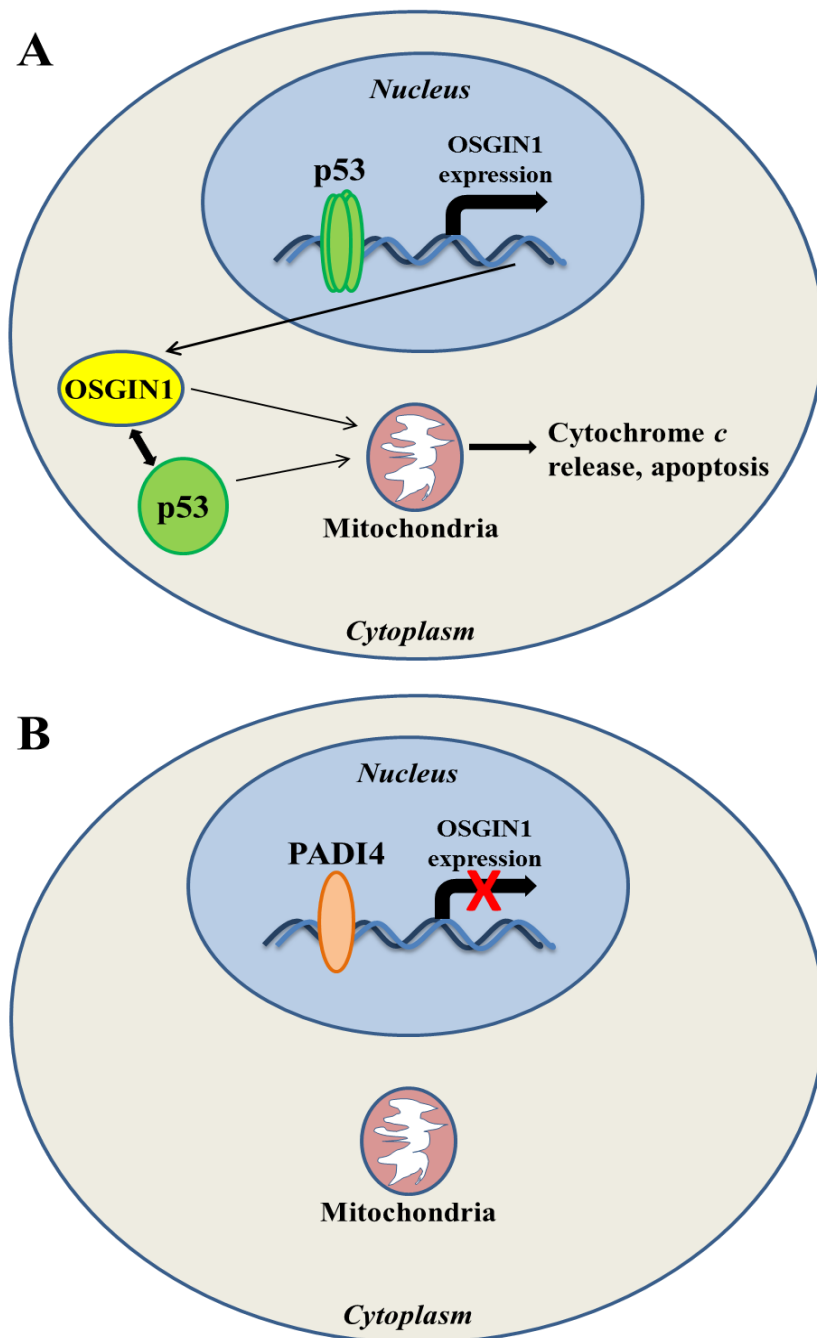 A
Nucleus
OSGIN1
expression
p53
OSGIN1
p53
Cytochrome c
release, apoptosis
Mitochondria
Cytoplasm
B
Nucleus
OSGIN1
expression
PADI4
X
Mitochondria
Cytoplasm